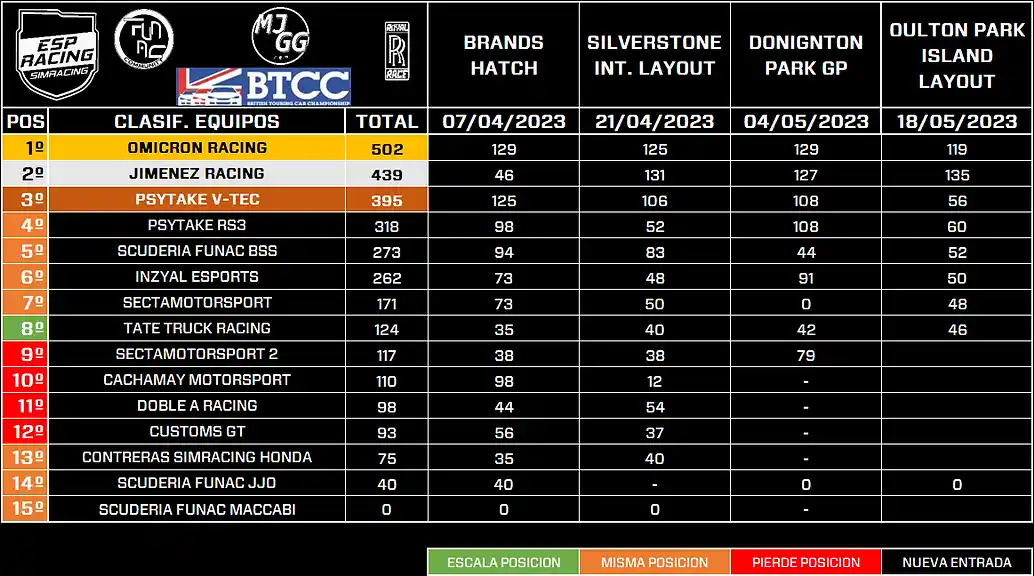 ESP
RACING
SIMRACING
FUNAC
COMMUNITY
MJ
GG
BTCC
BRITISH TOURING CAR CHAMPIONSHIP
ROYAL
RR
RACE
BRANDS HATCH
SILVERSTONE INT. LAYOUT
DONIGNTON PARK GP
OULTON PARK ISLAND LAYOUT
POS CLASIF. EQUIPOS TOTAL 07/04/2023 21/04/2023 04/05/2023 18/05/2023
1º OMICRON RACING 502 129 125 129 119
2º JIMENEZ RACING 439 46 131 127 135
3º PSYTAKE V-TEC 395 125 106 108 56
4º PSYTAKE RS3 318 98 52 108 60
5º SCUDERIA FUNAC BSS 273 94 83 44 52
6º INZYAL ESPORTS 262 73 48 91 50
7º SECTAMOTORSPORT 171 73 50 0 48
8º TATE TRUCK RACING 124 35 40 42 46
9º SECTAMOTORSPORT 2 117 38 38 79
10º CACHAMAY MOTORSPORT 110 98 12 -
11º DOBLE A RACING 98 44 54 -
12º CUSTOMS GT 93 56 37 -
13º CONTRERAS SIMRACING HONDA 75 35 40 -
14º SCUDERIA FUNAC JJO 40 40 - 0 0
15º SCUDERIA FUNAC MACCABI 0 0 0 -
ESCALA POSICION MISMA POSICION PIERDE POSICION NUEVA ENTRADA